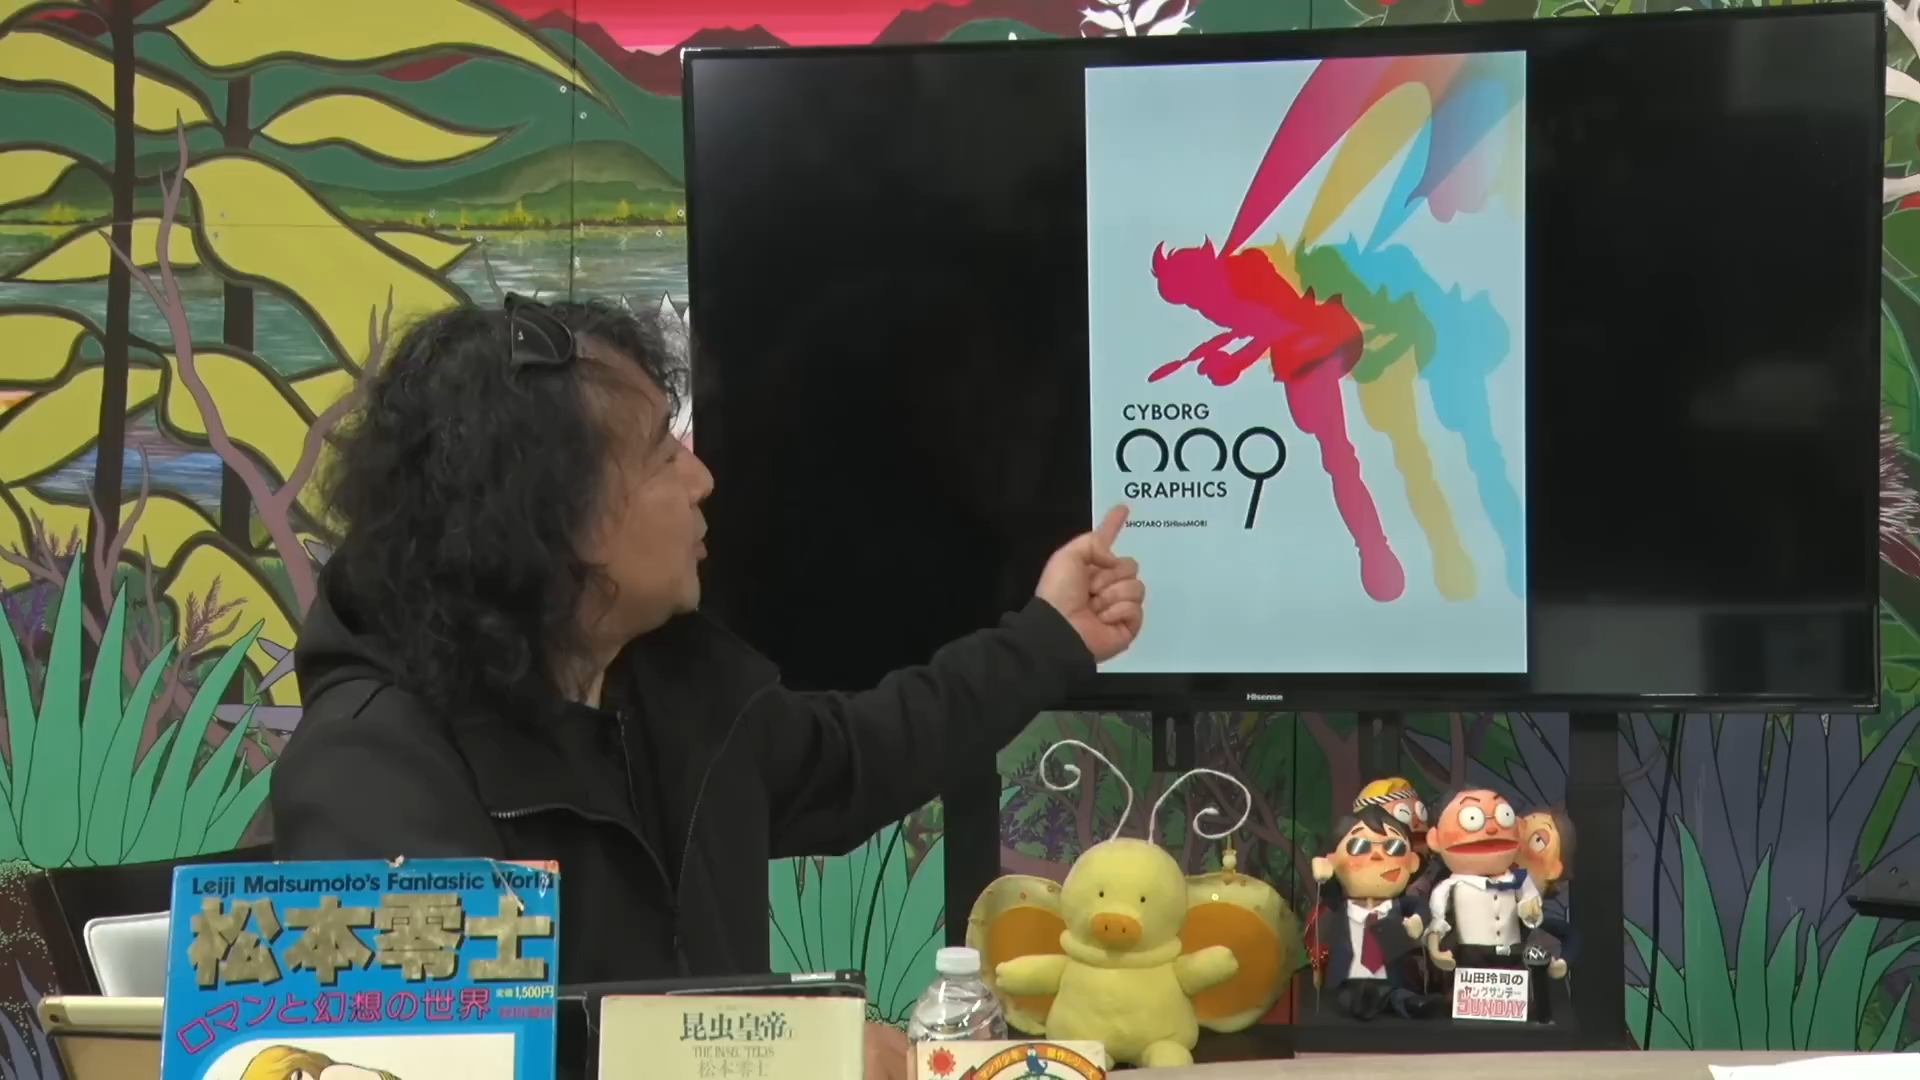 CYBORG
009
GRAPHICS
SHOTARO ISHInoMORI
Hisense
Leiji Matsumoto's Fantastic World
松本零士
ロマンと幻想の世界
定価1,500円
昆虫皇帝
THE INSECTERS
松本零士
山田玲司の
ヤングサンデー
SUNDAY